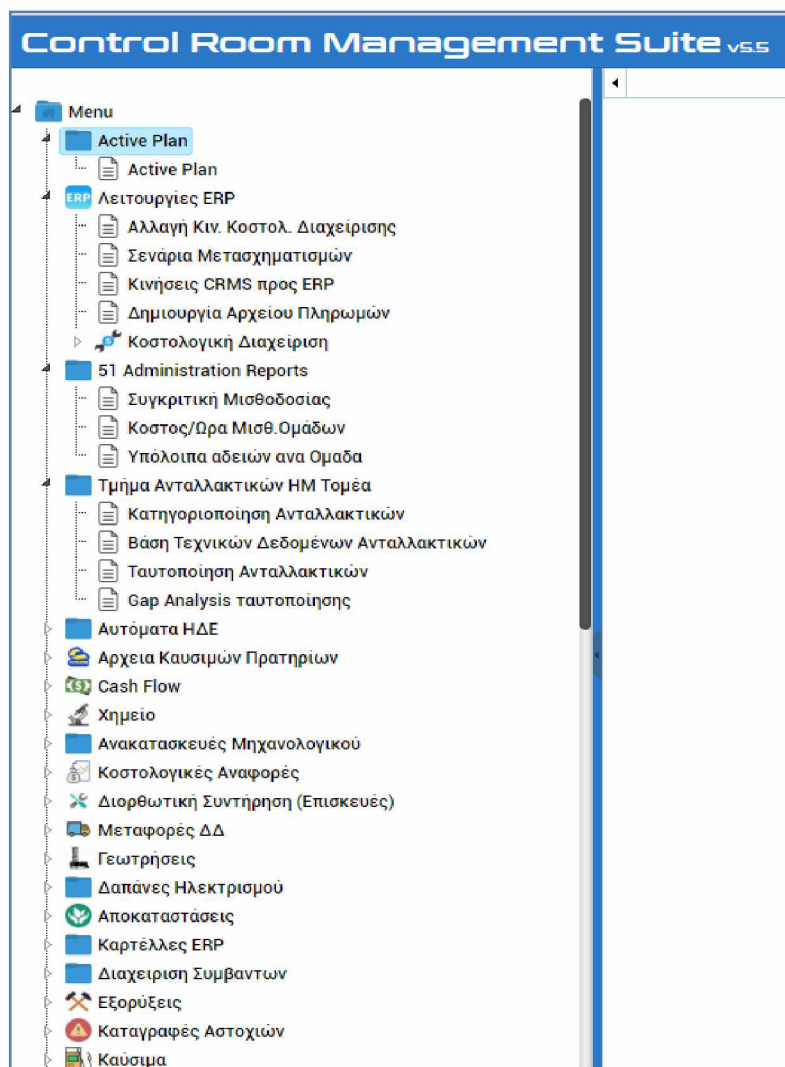 Control Room Management Suite v5.5
Menu
Active Plan
Active Plan
ERP Λειτουργίες ERP
Αλλαγή Κιν. Κοστολ. Διαχείρισης
Σενάρια Μετασχηματισμών
Κινήσεις CRMS προς ERP
Δημιουργία Αρχείου Πληρωμών
Κοστολογική Διαχείριση
51 Administration Reports
Συγκριτική Μισθοδοσίας
Κοστος/Ωρα Μισθ.Ομάδων
Υπόλοιπα αδειών ανα Ομαδα
Τμήμα Ανταλλακτικών ΗΜ Τομέα
Κατηγοριοποίηση Ανταλλακτικών
Βάση Τεχνικών Δεδομένων Ανταλλακτικών
Ταυτοποίηση Ανταλλακτικών
Gap Analysis ταυτοποίησης
Αυτόματα ΗΔΕ
Αρχεια Καυσιμών Πρατηρίων
Cash Flow
Χημείο
Ανακατασκευές Μηχανολογικού
Κοστολογικές Αναφορές
Διορθωτική Συντήρηση (Επισκευές)
Μεταφορές ΔΔ
Γεωτρήσεις
Δαπάνες Ηλεκτρισμού
Αποκαταστάσεις
Καρτέλλες ERP
Διαχειριση Συμβαντων
Εξορύξεις
Καταγραφές Αστοχιών
Καύσιμα